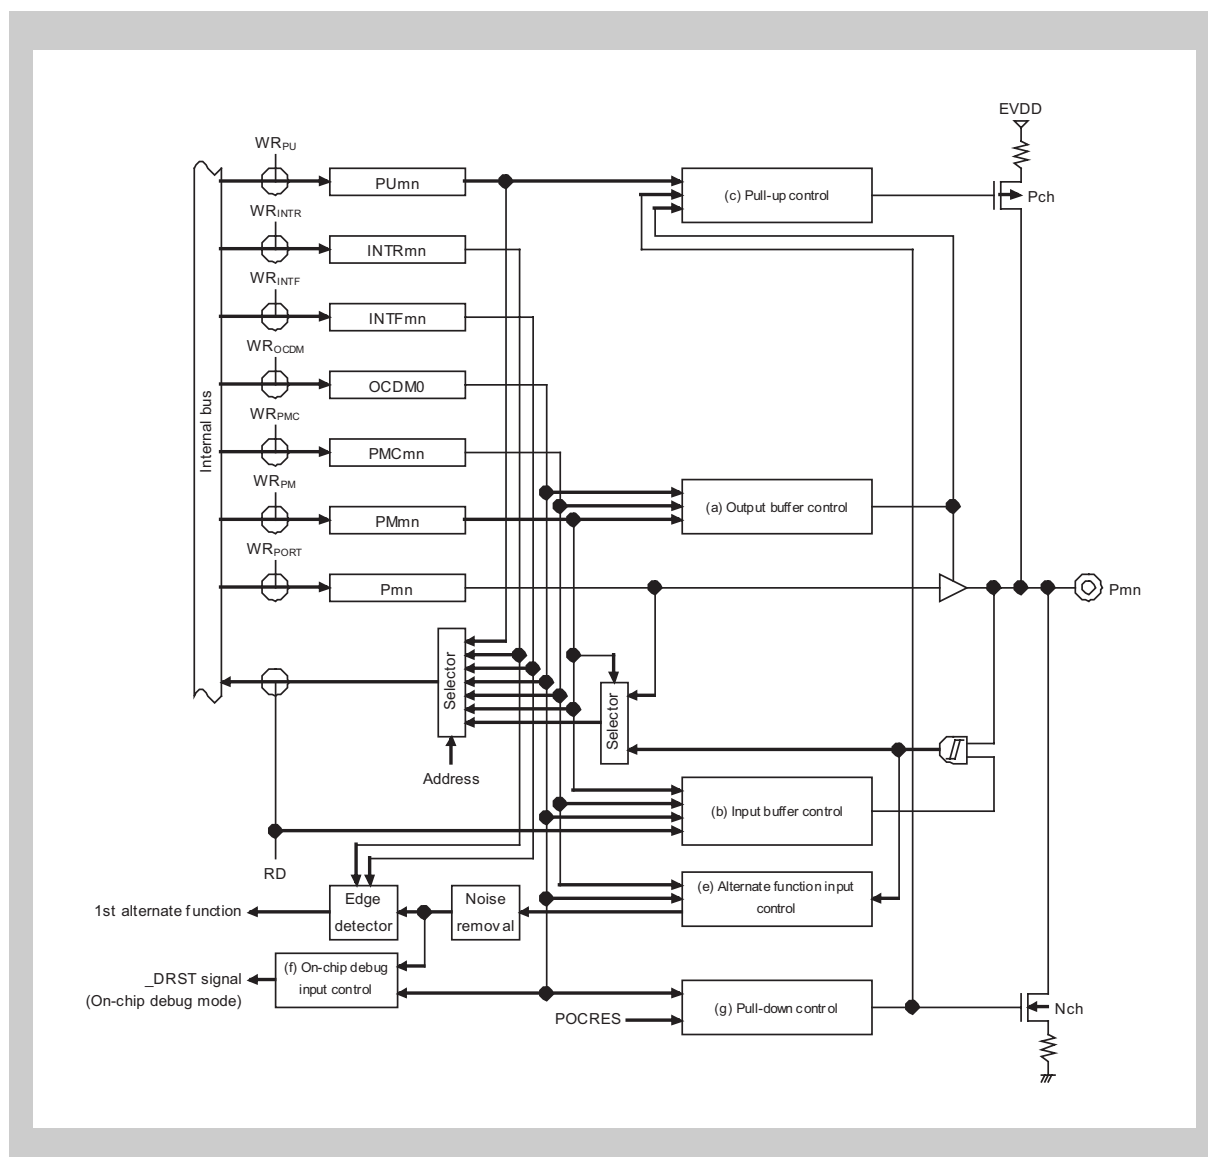 EVDD
WRPU
PUmn
(c) Pull-up control
Pch
WRINTR
INTRmn
WRINTF
INTFmn
WROCDM
OCDM0
Internal bus
WRPMC
PMCmn
WRPM
PMmn
(a) Output buffer control
WRPORT
Pmn
Pmn
Selector
Selector
Address
(b) Input buffer control
RD
(e) Alternate function input
control
1st alternate function
Edge
detector
Noise
removal
_DRST signal
(On-chip debug mode)
(f) On-chip debug
input control
POCRES
(g) Pull-down control
Nch